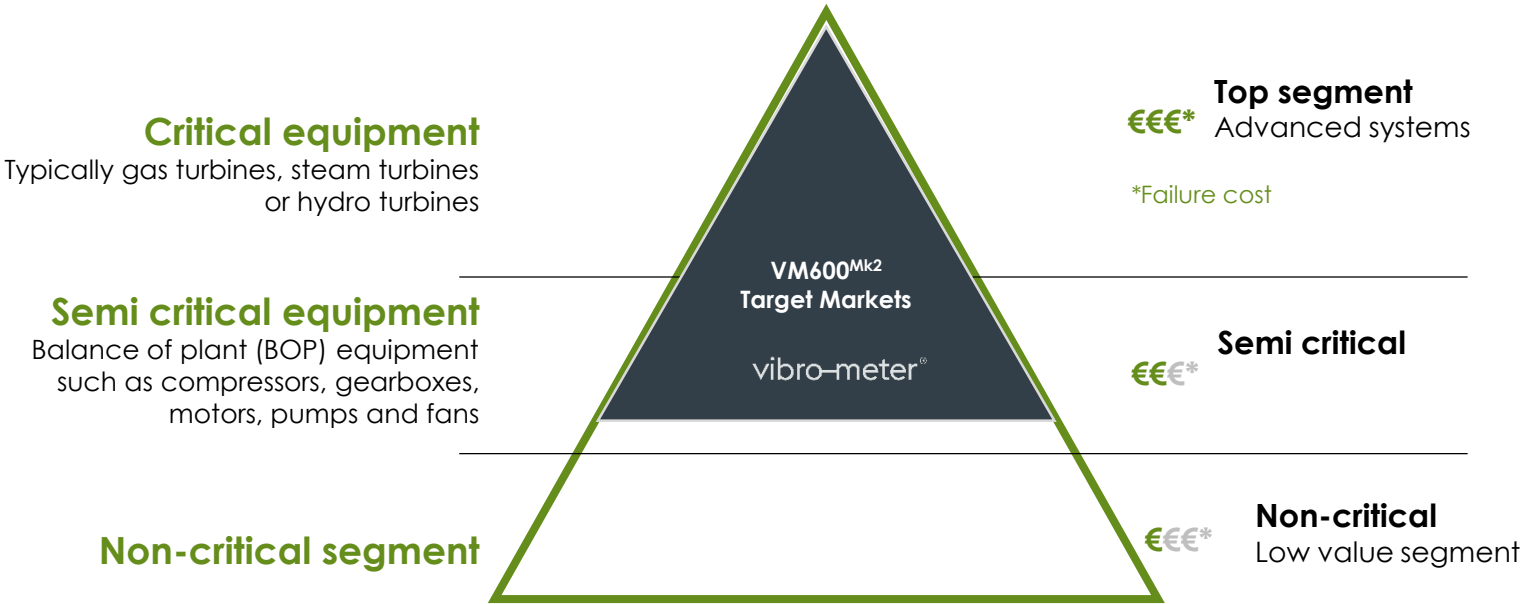 Critical equipment
Typically gas turbines, steam turbines
or hydro turbines
€€€*
Top segment
Advanced systems
*Failure cost
VM600Mk2
Target Markets
vibro-meter®
Semi critical equipment
Balance of plant (BOP) equipment
such as compressors, gearboxes,
motors, pumps and fans
€€€*
Semi critical
Non-critical segment
€€€*
Non-critical
Low value segment